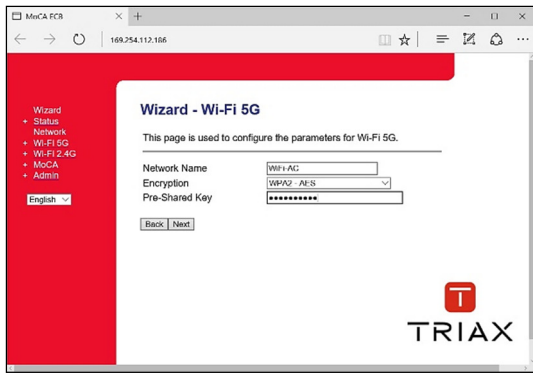 MoCA ECB
169.254.112.186
Wizard
+ Status
Network
+ Wi-Fi 5G
+ Wi-Fi 2.4G
+ MoCA
+ Admin
English
Wizard - Wi-Fi 5G
This page is used to configure the parameters for Wi-Fi 5G.
Network Name WiFi-AC
Encryption WPA2 - AES
Pre-Shared Key ●●●●●●●●●●
Back Next
TRIAX